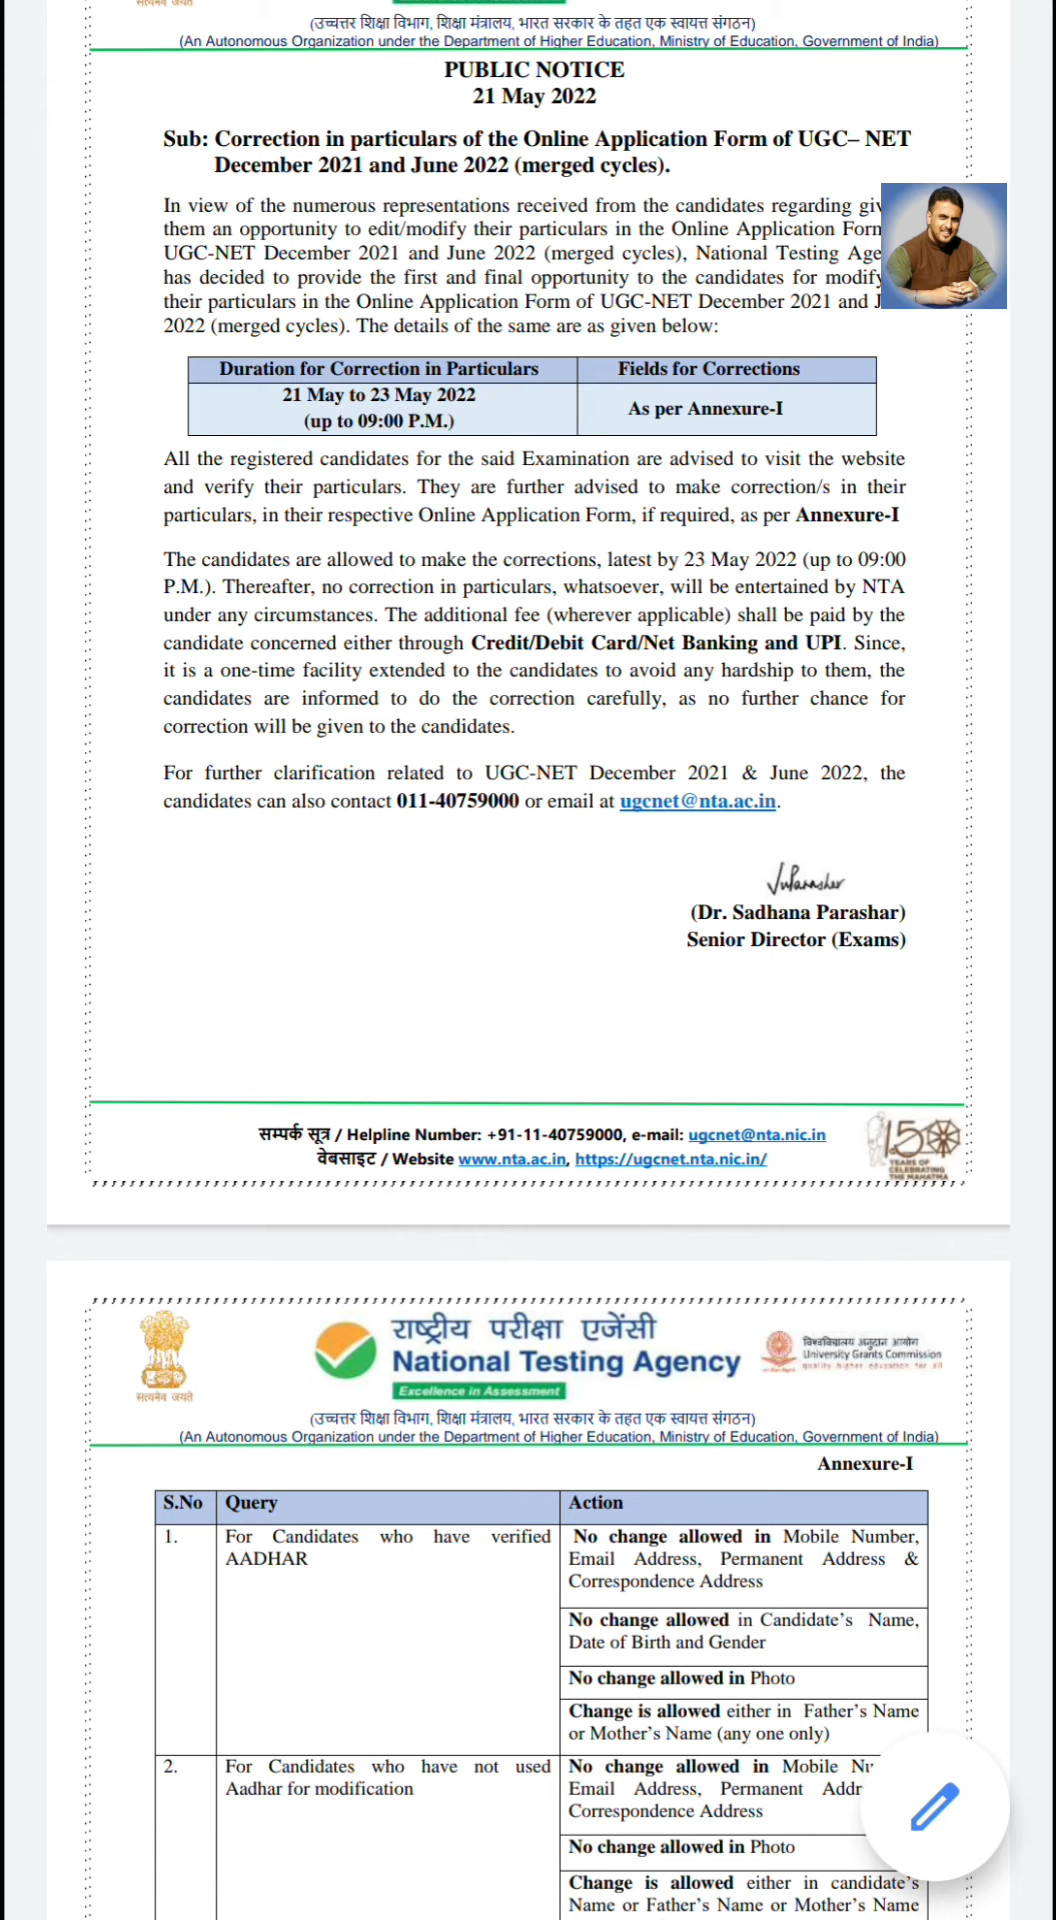 सत्यमेव जयते
(उच्चत्तर शिक्षा विभाग, शिक्षा मंत्रालय, भारत सरकार के तहत एक स्वायत्त संगठन)
(An Autonomous Organization under the Department of Higher Education, Ministry of Education, Government of India)
PUBLIC NOTICE
21 May 2022
Sub: Correction in particulars of the Online Application Form of UGC– NET
December 2021 and June 2022 (merged cycles).
In view of the numerous representations received from the candidates regarding giv
them an opportunity to edit/modify their particulars in the Online Application Forn
UGC-NET December 2021 and June 2022 (merged cycles), National Testing Age
has decided to provide the first and final opportunity to the candidates for modify
their particulars in the Online Application Form of UGC-NET December 2021 and J
2022 (merged cycles). The details of the same are as given below:
Duration for Correction in Particulars Fields for Corrections
21 May to 23 May 2022
(up to 09:00 P.M.)
As per Annexure-I
All the registered candidates for the said Examination are advised to visit the website
and verify their particulars. They are further advised to make correction/s in their
particulars, in their respective Online Application Form, if required, as per Annexure-I
The candidates are allowed to make the corrections, latest by 23 May 2022 (up to 09:00
P.M.). Thereafter, no correction in particulars, whatsoever, will be entertained by NTA
under any circumstances. The additional fee (wherever applicable) shall be paid by the
candidate concerned either through Credit/Debit Card/Net Banking and UPI. Since,
it is a one-time facility extended to the candidates to avoid any hardship to them, the
candidates are informed to do the correction carefully, as no further chance for
correction will be given to the candidates.
For further clarification related to UGC-NET December 2021 & June 2022, the
candidates can also contact 011-40759000 or email at ugcnet@nta.ac.in.
(Dr. Sadhana Parashar)
Senior Director (Exams)
सम्पर्क सूत्र / Helpline Number: +91-11-40759000, e-mail: ugcnet@nta.nic.in
वेबसाइट / Website www.nta.ac.in, https://ugcnet.nta.nic.in/
150
YEARS OF
CELEBRATING
THE MAHATMA
सत्यमेव जयते
राष्ट्रीय परीक्षा एजेंसी
National Testing Agency
Excellence in Assessment
विश्वविद्यालय अनुदान आयोग
University Grants Commission
quality higher education for all
(उच्चत्तर शिक्षा विभाग, शिक्षा मंत्रालय, भारत सरकार के तहत एक स्वायत्त संगठन)
(An Autonomous Organization under the Department of Higher Education, Ministry of Education, Government of India)
Annexure-I
S.No Query Action
1. For Candidates who have verified
AADHAR
No change allowed in Mobile Number,
Email Address, Permanent Address &
Correspondence Address
No change allowed in Candidate's Name,
Date of Birth and Gender
No change allowed in Photo
Change is allowed either in Father's Name
or Mother's Name (any one only)
2. For Candidates who have not used
Aadhar for modification
No change allowed in Mobile Nu
Email Address, Permanent Addr
Correspondence Address
No change allowed in Photo
Change is allowed either in candidate's
Name or Father's Name or Mother's Name